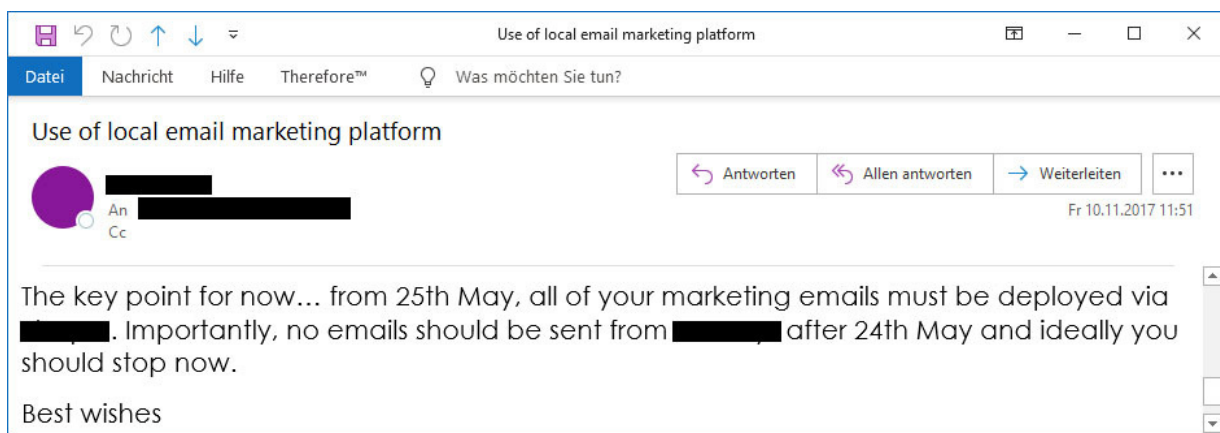 Use of local email marketing platform
Datei Nachricht Hilfe Therefore™ Was möchten Sie tun?
Use of local email marketing platform
Antworten Allen antworten Weiterleiten
An
Fr 10.11.2017 11:51
Cc
The key point for now... from 25th May, all of your marketing emails must be deployed via
. Importantly, no emails should be sent from after 24th May and ideally you
should stop now.
Best wishes